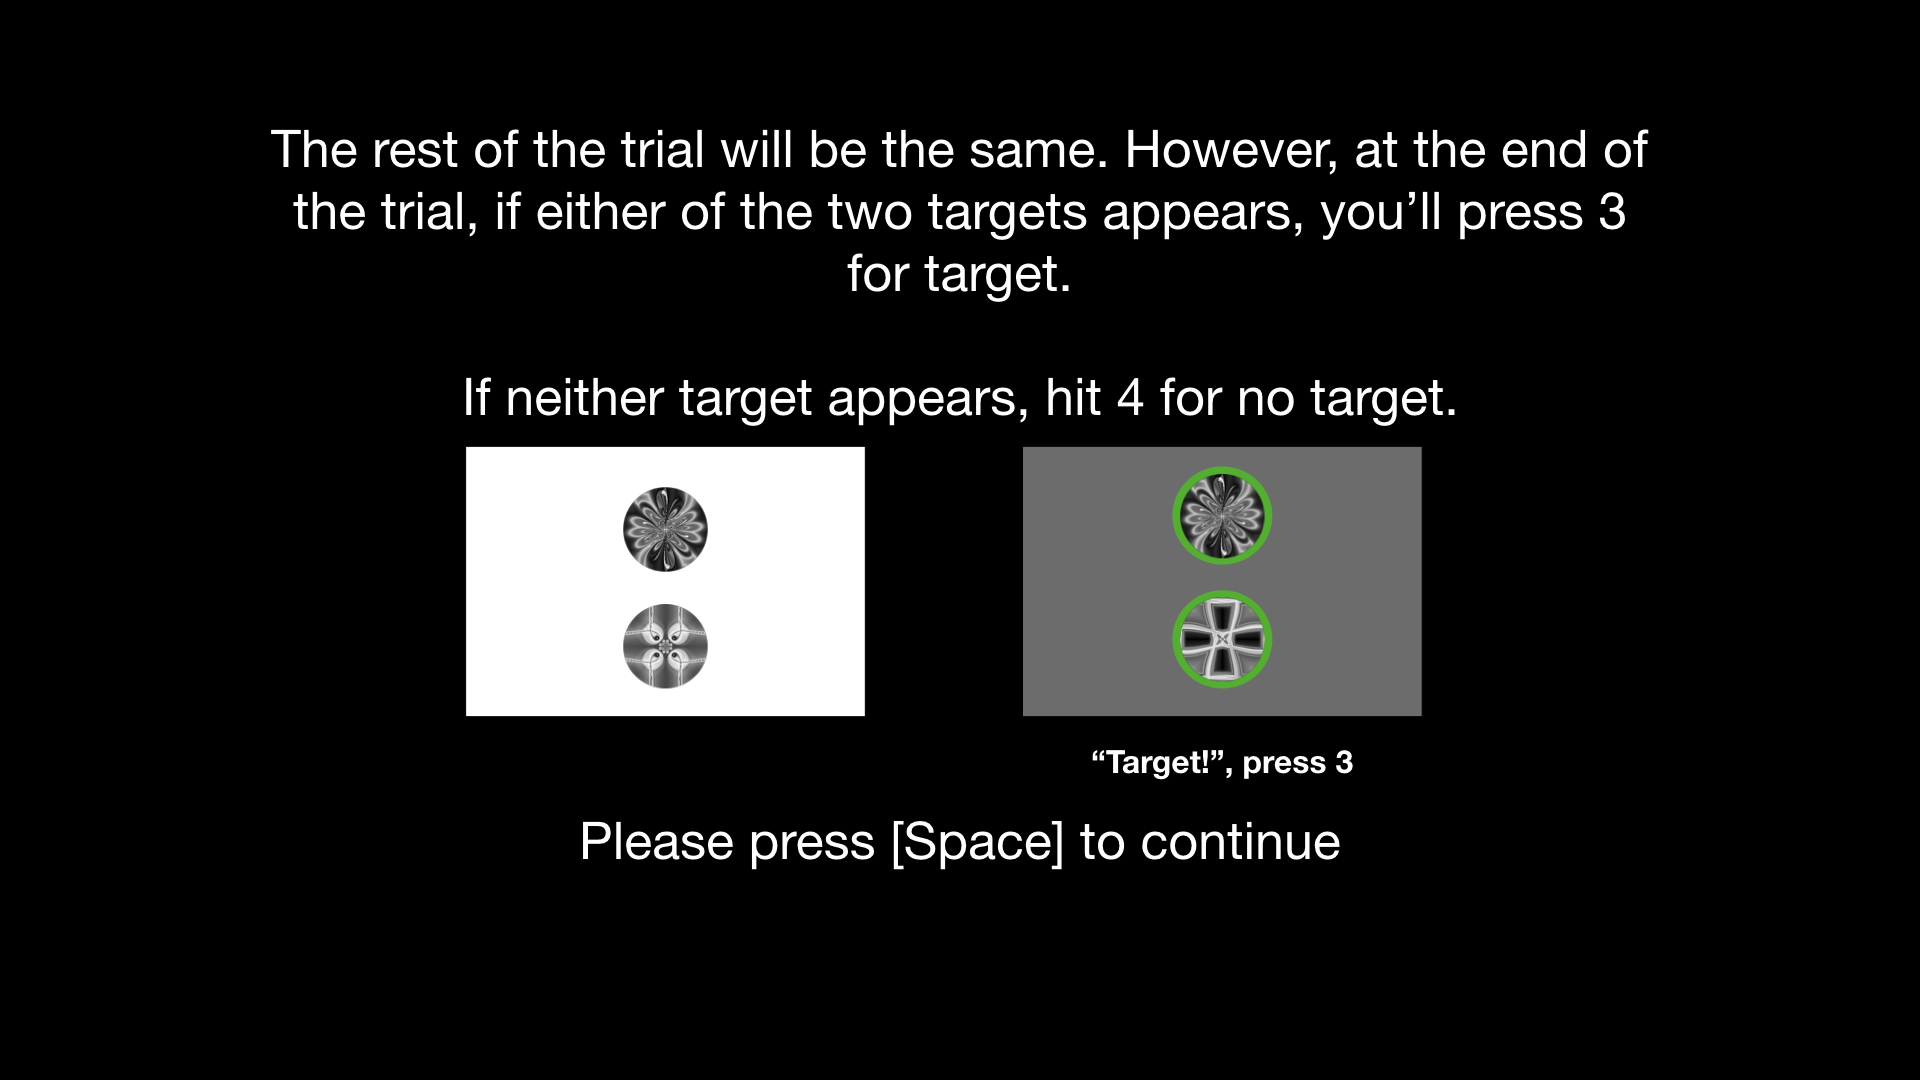 The rest of the trial will be the same. However, at the end of
the trial, if either of the two targets appears, you’ll press 3
for target.
If neither target appears, hit 4 for no target.
“Target!”, press 3
Please press [Space] to continue